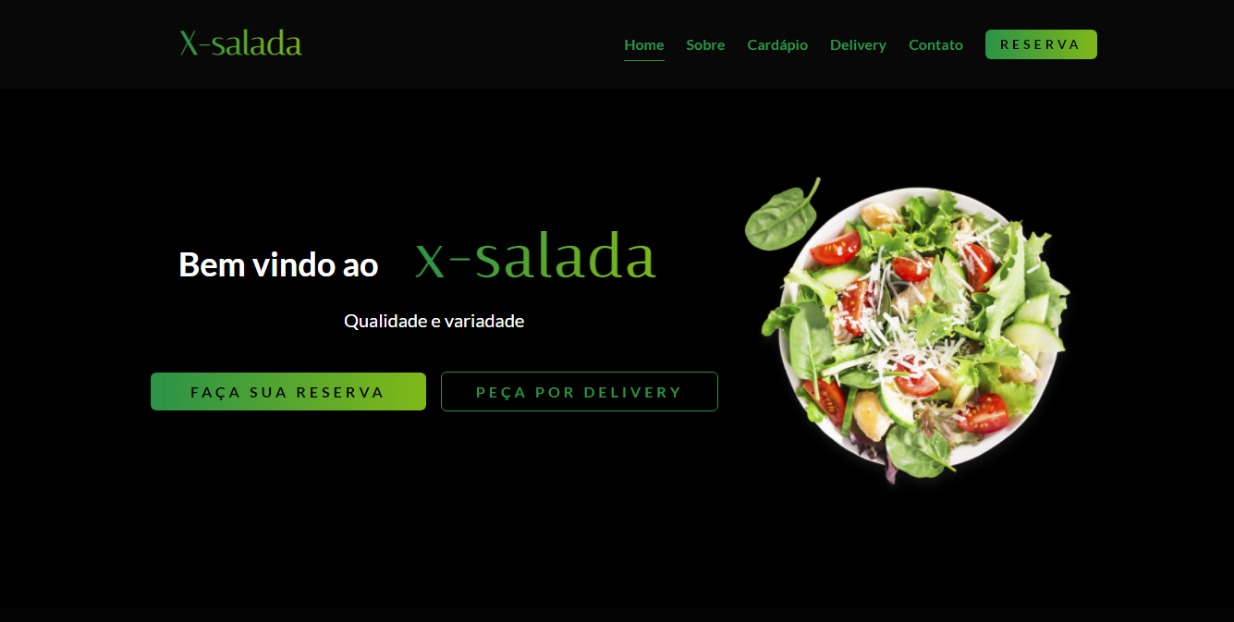 X-salada
Home Sobre Cardápio Delivery Contato RESERVA
Bem vindo ao x-salada
Qualidade e variadade
FAÇA SUA RESERVA PEÇA POR DELIVERY